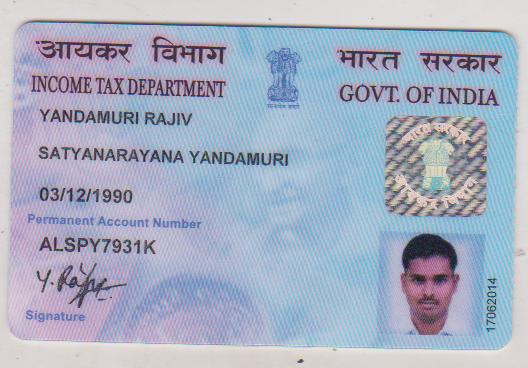 आयकर विभाग
भारत सरकार
INCOME TAX DEPARTMENT
GOVT. OF INDIA
YANDAMURI RAJIV
SATYANARAYANA YANDAMURI
03/12/1990
Permanent Account Number
ALSPY7931K
Signature
17062014